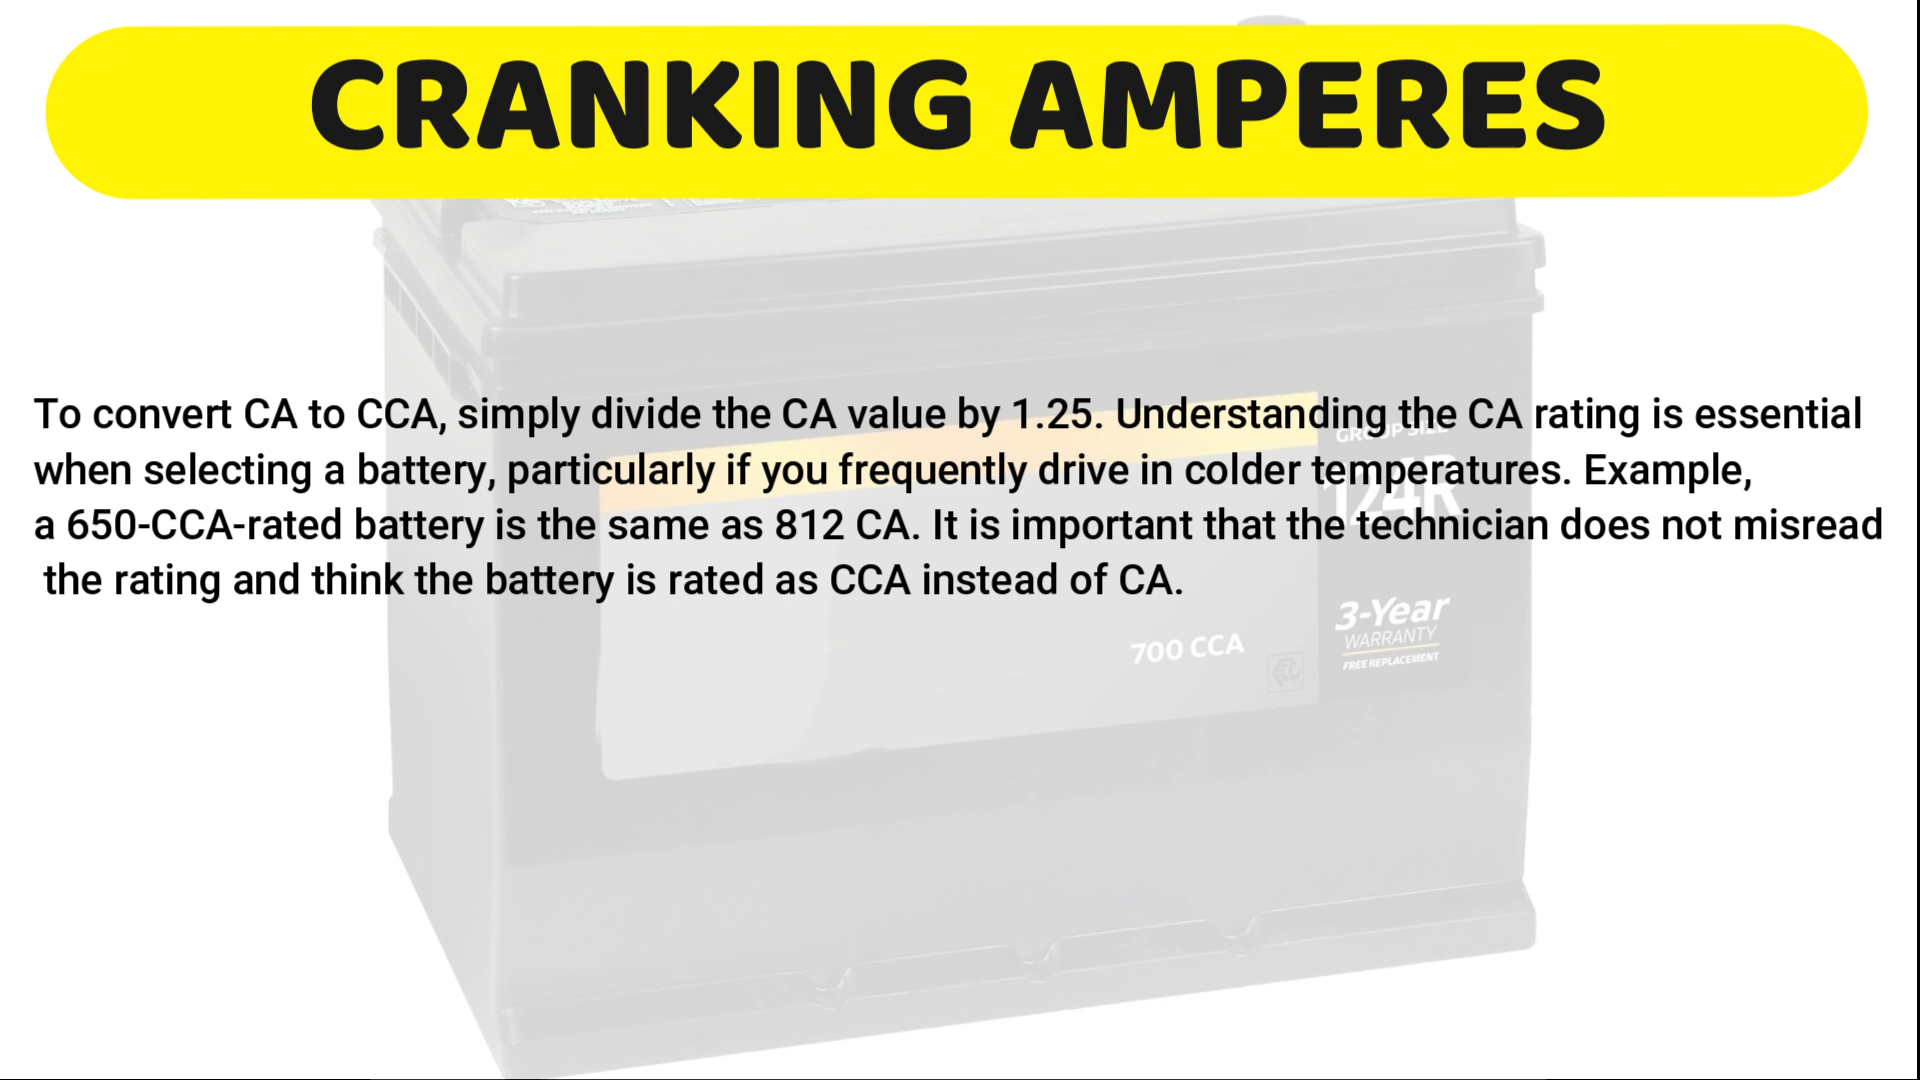 CRANKING AMPERES
To convert CA to CCA, simply divide the CA value by 1.25. Understanding the CA rating is essential
when selecting a battery, particularly if you frequently drive in colder temperatures. Example,
a 650-CCA-rated battery is the same as 812 CA. It is important that the technician does not misread
the rating and think the battery is rated as CCA instead of CA.
GROUP SIZE
124R
700 CCA
3-Year
WARRANTY
FREE REPLACEMENT